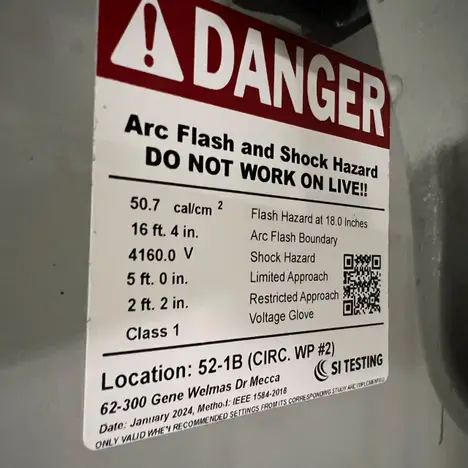 DANGER
Arc Flash and Shock Hazard
DO NOT WORK ON LIVE!!
50.7 cal/cm 2 Flash Hazard at 18.0 Inches
16 ft. 4 in. Arc Flash Boundary
4160.0 V Shock Hazard
5 ft. 0 in. Limited Approach
2 ft. 2 in. Restricted Approach
Class 1 Voltage Glove
Location: 52-1B (CIRC. WP #2)
62-300 Gene Welmas Dr Mecca
SI TESTING
Date: January 2024, Method: IEEE 1584-2018
ONLY VALID WHEN RECOMMENDED SETTINGS FROM ITS CORRESPONDING STUDY ARE